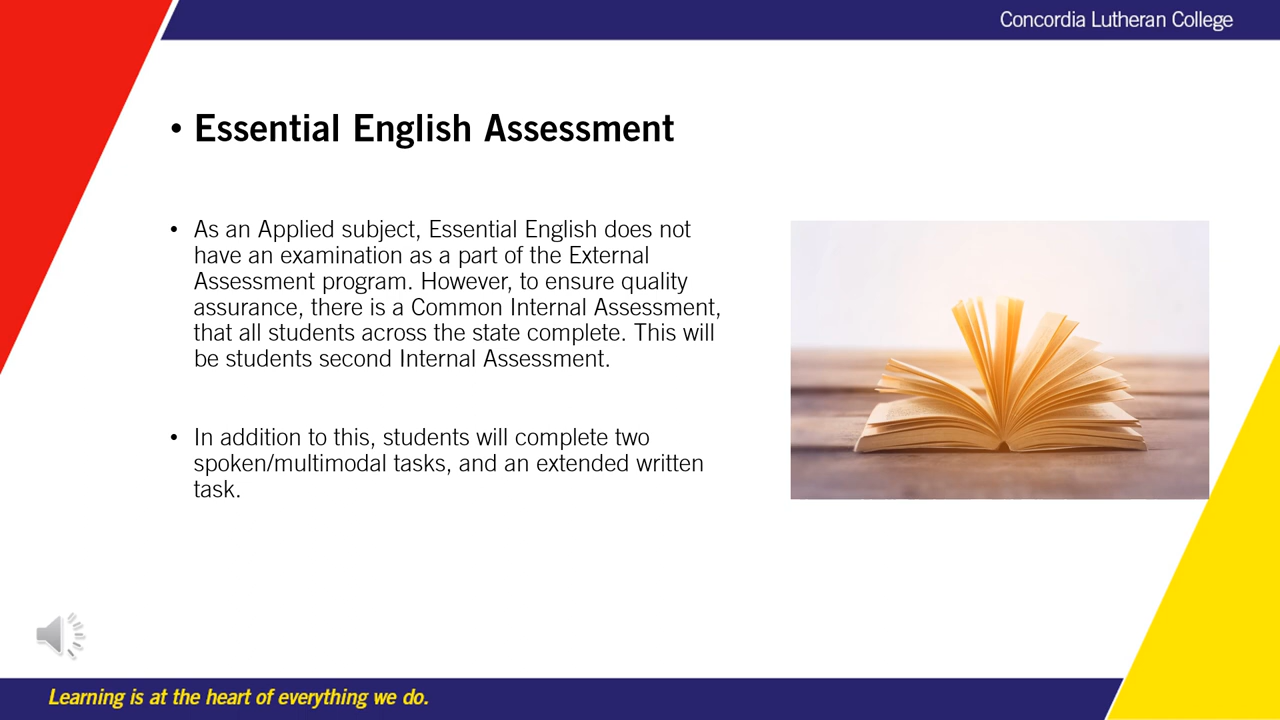 Concordia Lutheran College
• Essential English Assessment
• As an Applied subject, Essential English does not
have an examination as a part of the External
Assessment program. However, to ensure quality
assurance, there is a Common Internal Assessment,
that all students across the state complete. This will
be students second Internal Assessment.
• In addition to this, students will complete two
spoken/multimodal tasks, and an extended written
task.
Learning is at the heart of everything we do.